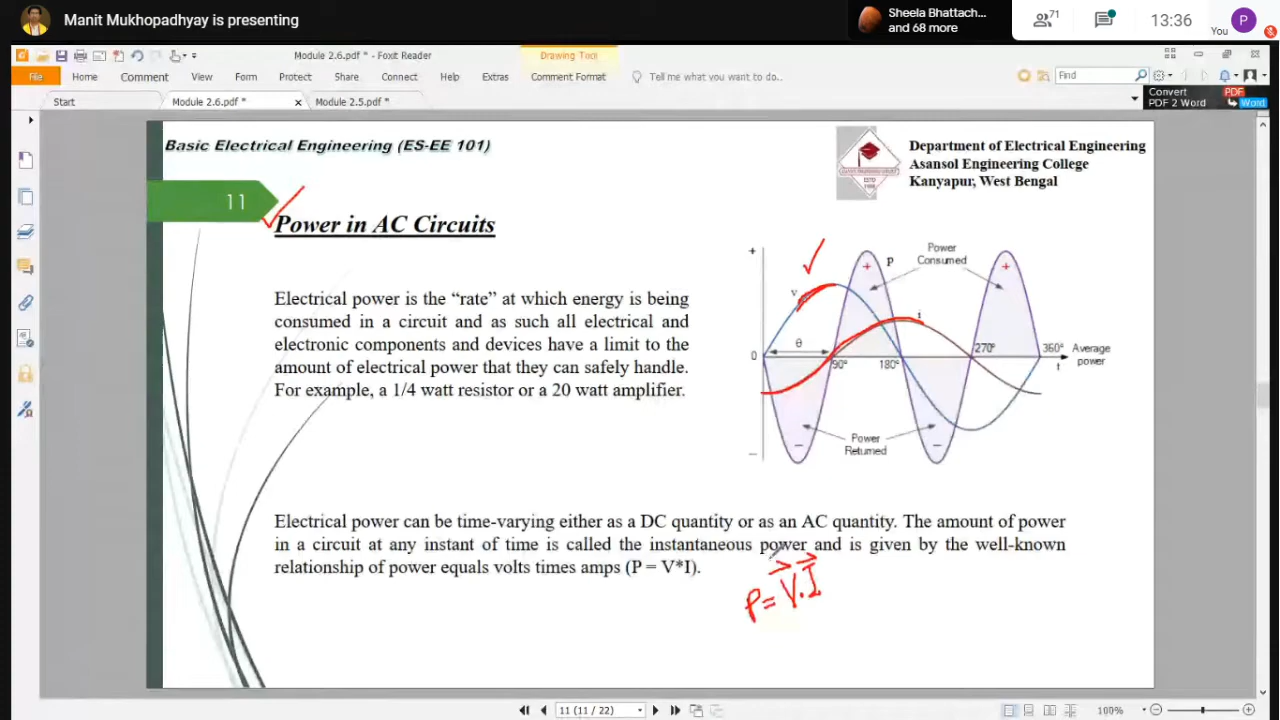 Manit Mukhopadhyay is presenting
Sheela Bhattach...
and 68 more
71
13:36
P
You
Module 2.6.pdf * - Foxit Reader
Drawing Tool
File
Home
Comment
View
Form
Protect
Share
Connect
Help
Extras
Comment Format
Tell me what you want to do..
Find
Start
Module 2.6.pdf *
Module 2.5.pdf *
Convert PDF
PDF 2 Word Word
Basic Electrical Engineering (ES-EE 101)
Department of Electrical Engineering
Asansol Engineering College
Kanyapur, West Bengal
11
Power in AC Circuits
Electrical power is the “rate” at which energy is being
consumed in a circuit and as such all electrical and
electronic components and devices have a limit to the
amount of electrical power that they can safely handle.
For example, a 1/4 watt resistor or a 20 watt amplifier.
+
Power
Consumed
p
+
+
v
i
θ
0
90°
180°
270°
360°
Average
power
t
Power
Returned
−
−
−
Electrical power can be time-varying either as a DC quantity or as an AC quantity. The amount of power
in a circuit at any instant of time is called the instantaneous power and is given by the well-known
relationship of power equals volts times amps (P = V*I).
P = V⃗.I⃗
11 (11 / 22)
100%